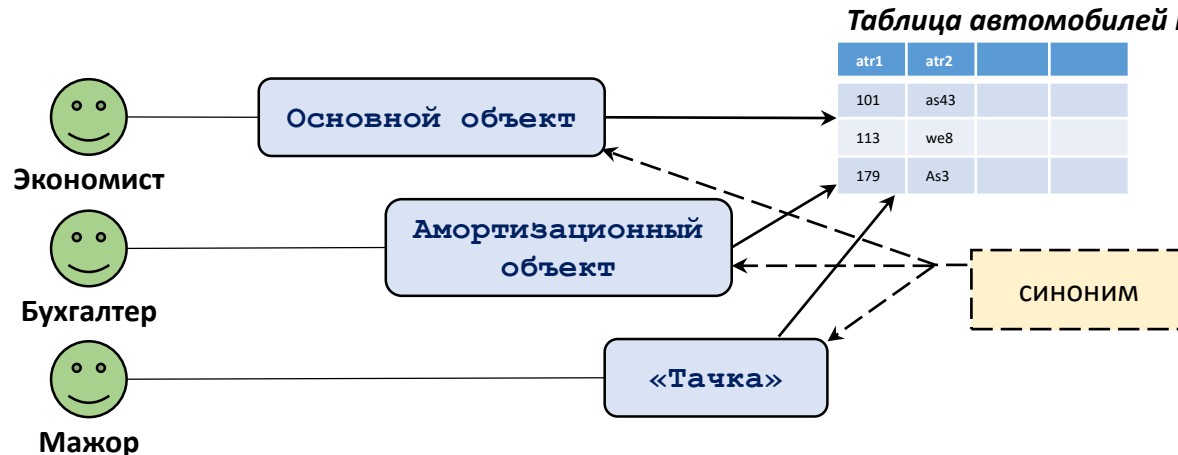 Таблица автомобилей
atr1 atr2
101 as43
113 we8
179 As3
Основной объект
Экономист
Амортизационный
объект
Бухгалтер
синоним
«Тачка»
Мажор